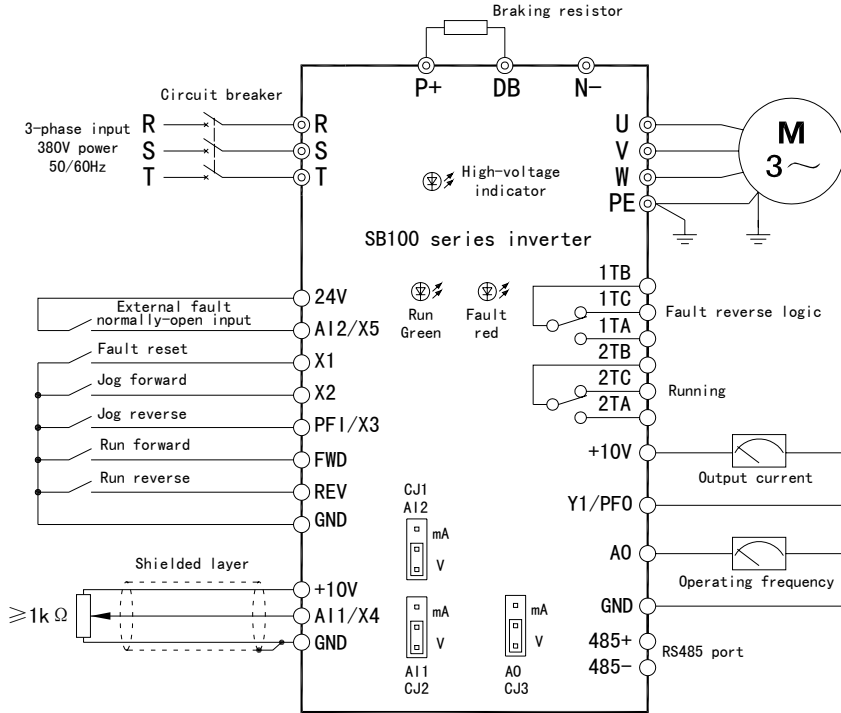 Braking resistor
P+ DB N-
Circuit breaker
3-phase input
380V power
50/60Hz
R
S
T
R
S
T
High-voltage
indicator
U
V
W
PE
M
3～
SB100 series inverter
24V
External fault
normally-open input
AI2/X5
Fault reset
X1
Jog forward
X2
Jog reverse
PFI/X3
Run forward
FWD
Run reverse
REV
GND
Run
Green
Fault
red
1TB
1TC
1TA
Fault reverse logic
2TB
2TC
2TA
Running
+10V
Output current
Y1/PFO
AO
Operating frequency
GND
485+
485-
RS485 port
CJ1
AI2
mA
V
Shielded layer
≥1kΩ
+10V
AI1/X4
GND
mA
V
AI1
CJ2
mA
V
AO
CJ3